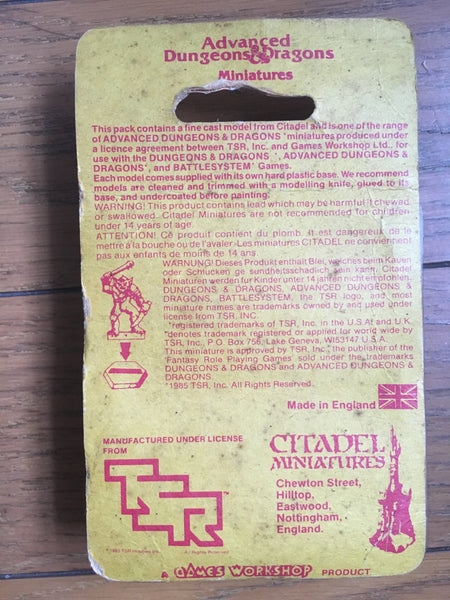 Advanced
Dungeons & Dragons
Miniatures
This pack contains a fine cast model from Citadel and is one of the range
of ADVANCED DUNGEONS & DRAGONS* miniatures produced under
a licence agreement between TSR, Inc. and Games Workshop Ltd., for
use with the DUNGEONS & DRAGONS*, ADVANCED DUNGEONS &
DRAGONS*, and BATTLESYSTEM* Games.
Each model comes supplied with its own hard plastic base. We recommend
models are cleaned and trimmed with a modelling knife, glued to its
base, and undercoated before painting.
WARNING! This product contains lead which may be harmful if chewed
or swallowed. Citadel Miniatures are not recommended for children
under 14 years of age.
ATTENTION! Ce produit contient du plomb. Il est dangereux de le
mettre a la bouche ou de l'avaler. Les miniatures CITADEL ne conviennent
pas aux enfants de moins de 14 ans.
WARNUNG! Dieses Produkt enthalt Biel, welches beim Kauen
oder Schlucken ge sundheitsschadlich sein kann. Citadel
Miniaturen werden fur Kinder unter 14 jahren nicht empfohlen.
DUNGEONS & DRAGONS, ADVANCED DUNGEONS &
DRAGONS, BATTLESYSTEM, the TSR logo, and most
monsters names are trademarks owned by and used under
license from TSR, INC.
*registered trademarks of TSR, Inc. in the U.S.A and U.K.
*denotes trademark registered or applied for world wide by
TSR, Inc., P.O. Box 756, Lake Geneva, WI53147 U.S.A.
This miniature is approved by TSR, Inc., the publisher of the
Fantasy Role Playing Games sold under the trademarks
DUNGEONS & DRAGONS and ADVANCED DUNGEONS &
DRAGONS.
©1985 TSR, Inc. All Rights Reserved.
Made in England
MANUFACTURED UNDER LICENSE
FROM
TSR™
CITADEL
MINIATURES
Chewton Street,
Hilltop,
Eastwood,
Nottingham,
England.
All Rights Reserved
A GAMES WORKSHOP PRODUCT